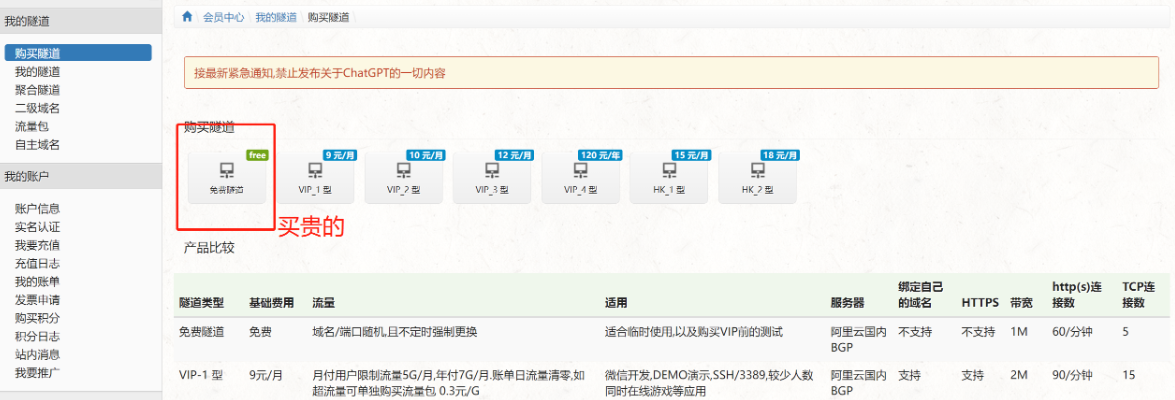 我的隧道
购买隧道
我的隧道
聚合隧道
二级域名
流量包
自主域名
我的账户
账户信息
实名认证
我要充值
充值日志
我的账单
发票申请
购买积分
积分日志
站内消息
我要推广
会员中心 我的隧道 购买隧道
接最新紧急通知,禁止发布关于ChatGPT的一切内容
购买隧道
free 9 元/月 10 元/月 12 元/月 120 元/年 15 元/月 18 元/月
免费隧道 VIP_1 型 VIP_2 型 VIP_3 型 VIP_4 型 HK_1 型 HK_2 型
买贵的
产品比较
隧道类型 基础费用 流量 适用 服务器 绑定自己的域名 HTTPS 带宽 http(s)连接数 TCP连接数
免费隧道 免费 域名/端口随机,且不定时强制更换 适合临时使用,以及购买VIP前的测试 阿里云国内BGP 不支持 不支持 1M 60/分钟 5
VIP-1 型 9元/月 月付用户限制流量5G/月,年付7G/月.账单日流量清零,如超流量可单独购买流量包 0.3元/G 微信开发,DEMO演示,SSH/3389,较少人数同时在线游戏等应用 阿里云国内BGP 支持 支持 2M 90/分钟 15